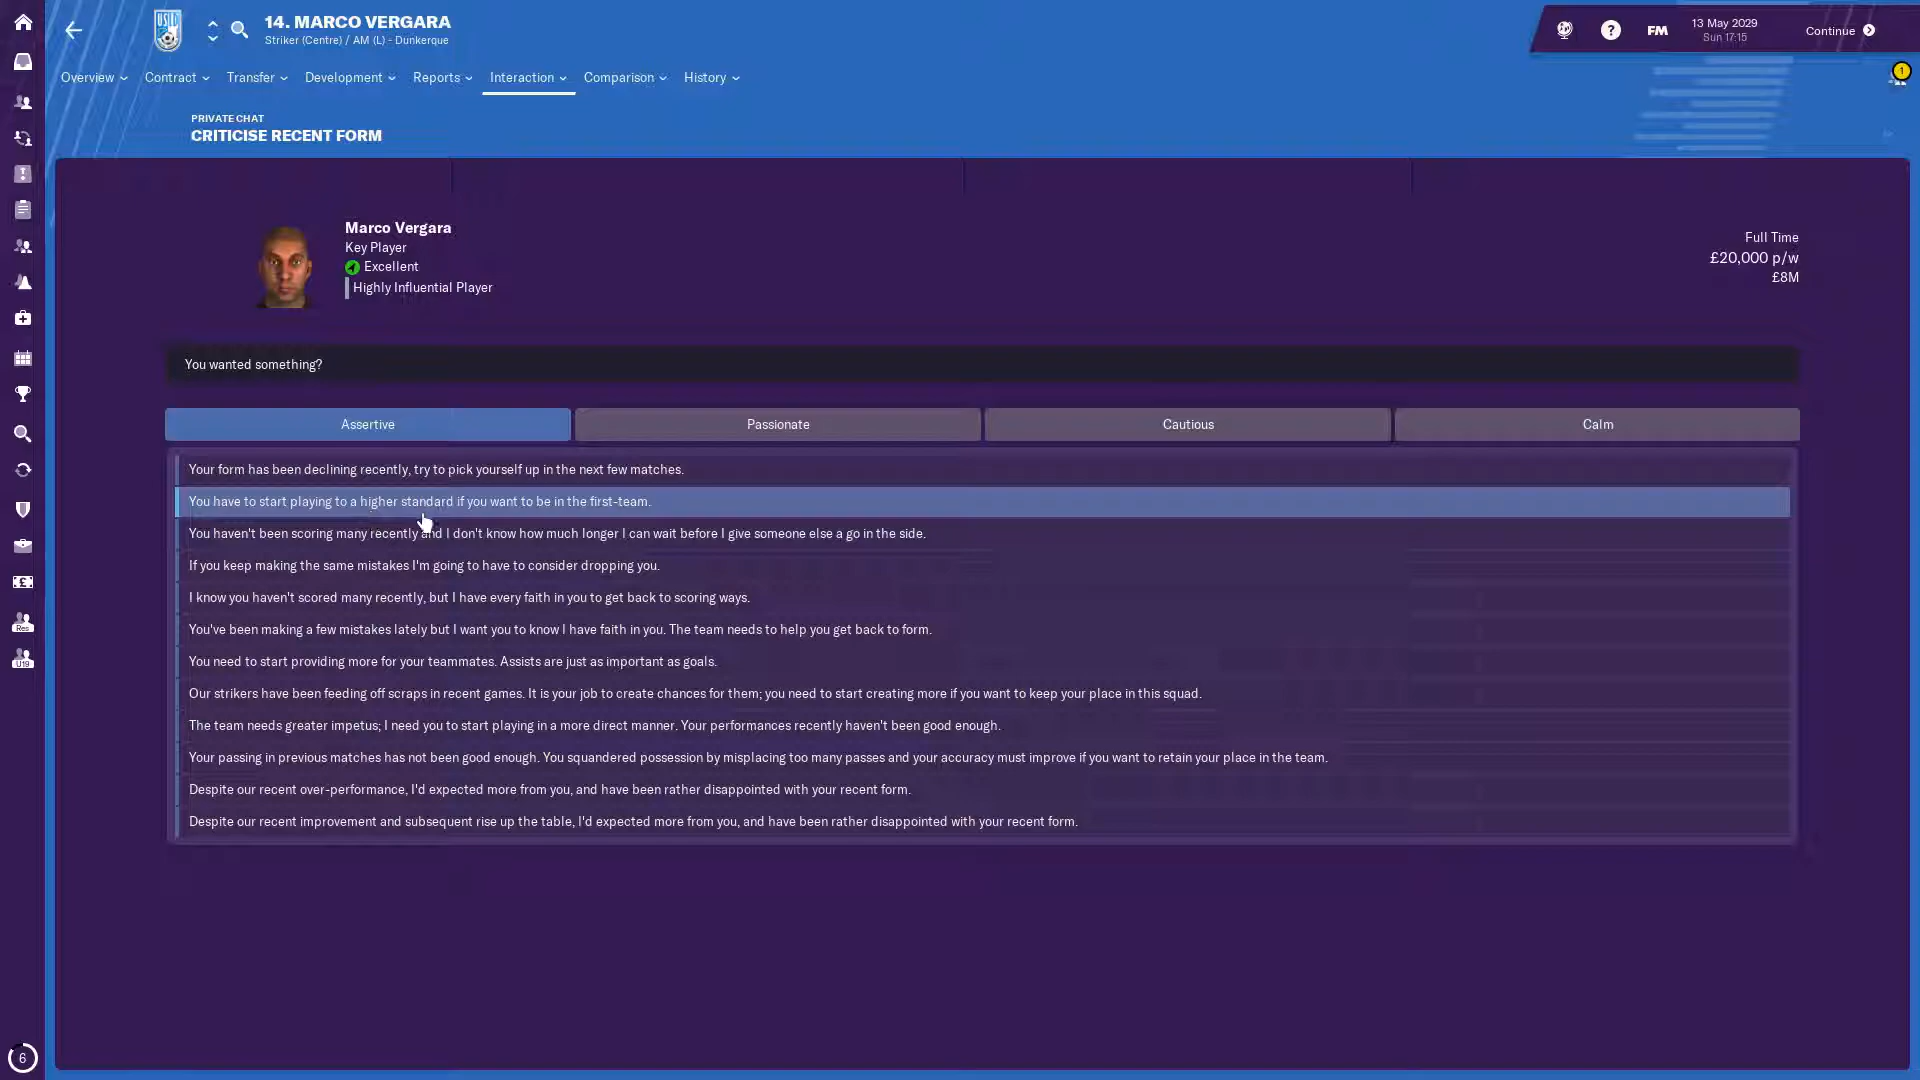 14. MARCO VERGARA
Striker (Centre) / AM (L) - Dunkerque
FM
13 May 2029
Sun 17:15
Continue
Overview
Contract
Transfer
Development
Reports
Interaction
Comparison
History
1
PRIVATE CHAT
CRITICISE RECENT FORM
Marco Vergara
Key Player
Excellent
Highly Influential Player
Full Time
£20,000 p/w
£8M
You wanted something?
Assertive
Passionate
Cautious
Calm
Your form has been declining recently, try to pick yourself up in the next few matches.
You have to start playing to a higher standard if you want to be in the first-team.
You haven't been scoring many recently and I don't know how much longer I can wait before I give someone else a go in the side.
If you keep making the same mistakes I'm going to have to consider dropping you.
I know you haven't scored many recently, but I have every faith in you to get back to scoring ways.
You've been making a few mistakes lately but I want you to know I have faith in you. The team needs to help you get back to form.
You need to start providing more for your teammates. Assists are just as important as goals.
Our strikers have been feeding off scraps in recent games. It is your job to create chances for them; you need to start creating more if you want to keep your place in this squad.
The team needs greater impetus; I need you to start playing in a more direct manner. Your performances recently haven't been good enough.
Your passing in previous matches has not been good enough. You squandered possession by misplacing too many passes and your accuracy must improve if you want to retain your place in the team.
Despite our recent over-performance, I'd expected more from you, and have been rather disappointed with your recent form.
Despite our recent improvement and subsequent rise up the table, I'd expected more from you, and have been rather disappointed with your recent form.
Res
U19
6